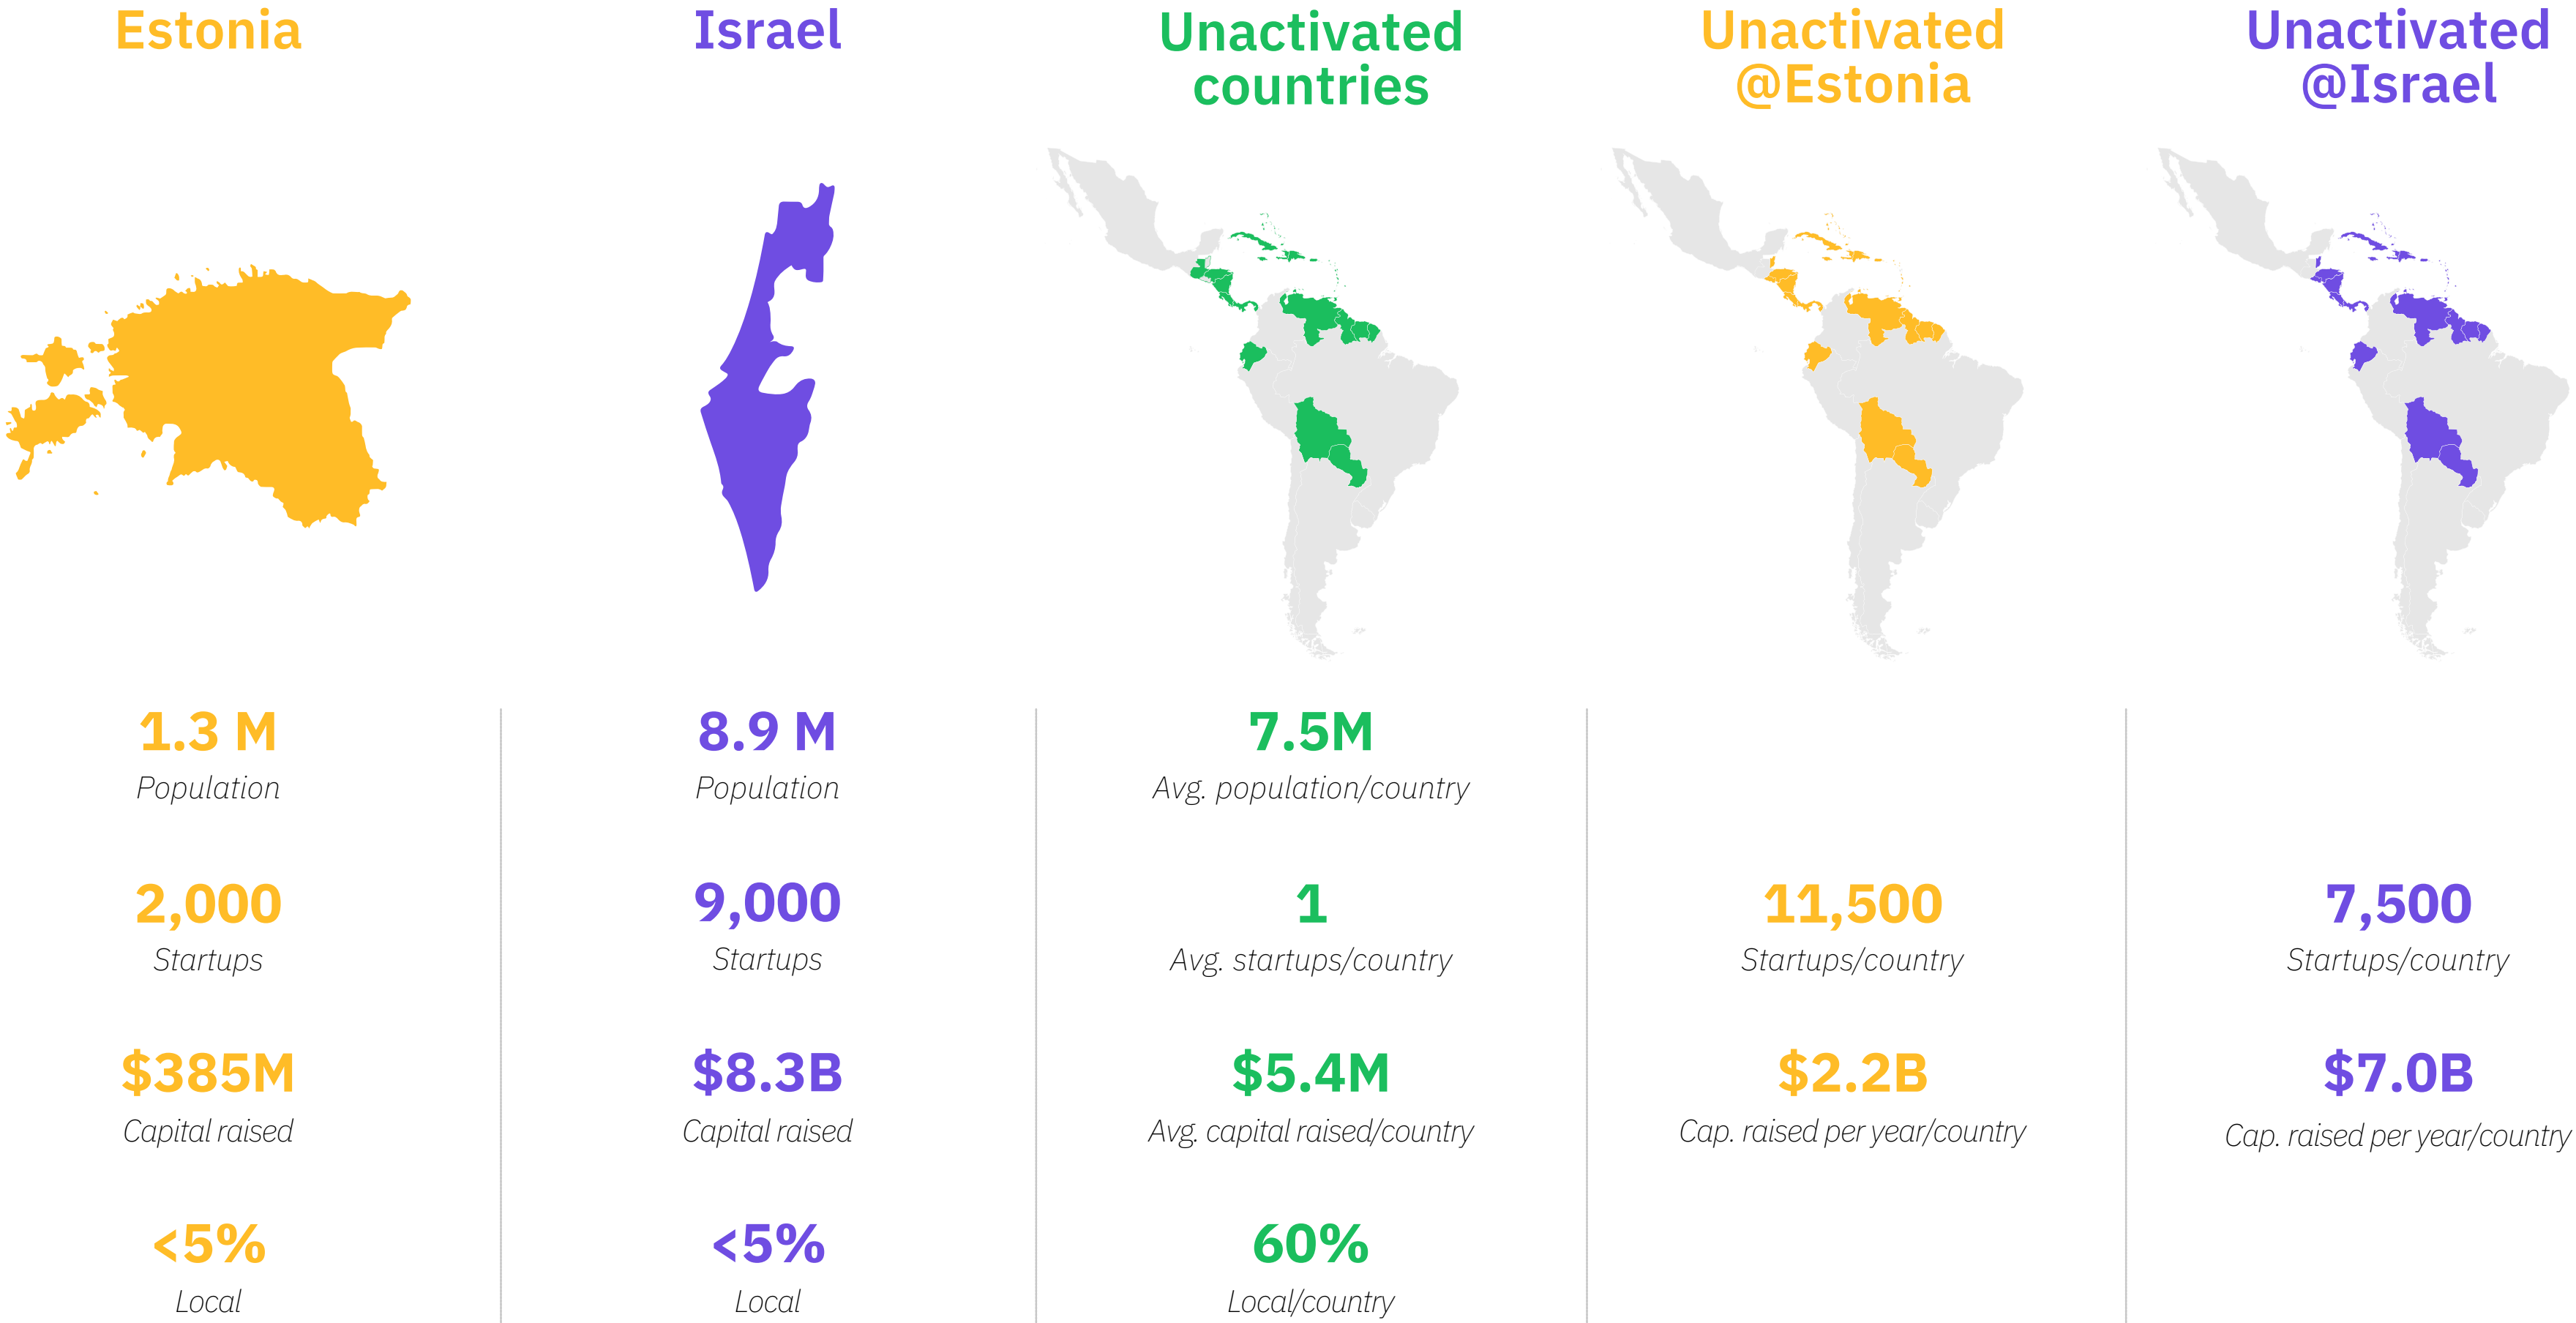 Estonia
Israel
Unactivated
countries
Unactivated
@Estonia
Unactivated
@Israel
1.3 M
Population
8.9 M
Population
7.5M
Avg. population/country
2,000
Startups
9,000
Startups
1
Avg. startups/country
11,500
Startups/country
7,500
Startups/country
$385M
Capital raised
$8.3B
Capital raised
$5.4M
Avg. capital raised/country
$2.2B
Cap. raised per year/country
$7.0B
Cap. raised per year/country
<5%
Local
<5%
Local
60%
Local/country